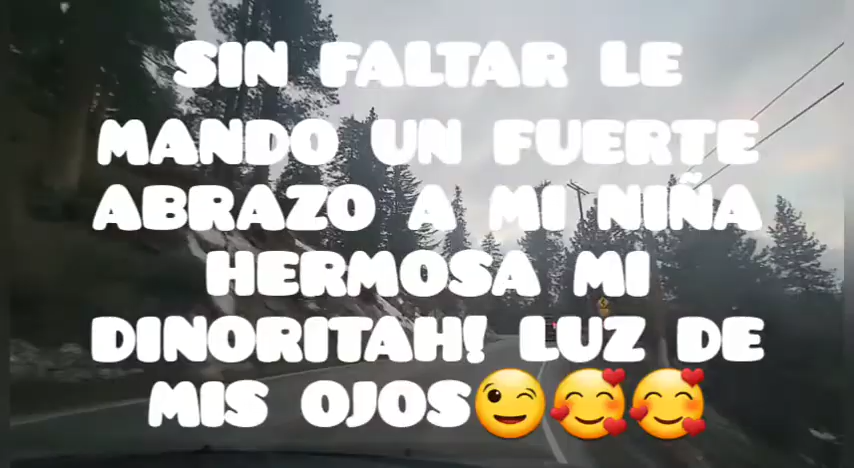 SIN FALTAR LE
MANDO UN FUERTE
ABRAZO A MI NIÑA
HERMOSA MI
DINORITAH! LUZ DE
MIS OJOS😉🥰🥰